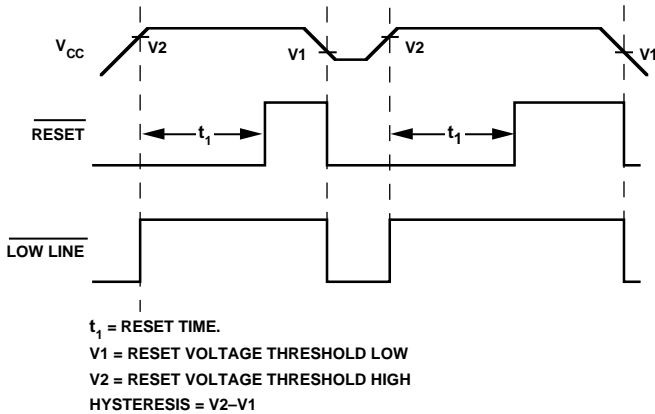 V2 V1 V2 V1
VCC
RESET
t1 t1
LOW LINE
t1 = RESET TIME.
V1 = RESET VOLTAGE THRESHOLD LOW
V2 = RESET VOLTAGE THRESHOLD HIGH
HYSTERESIS = V2–V1